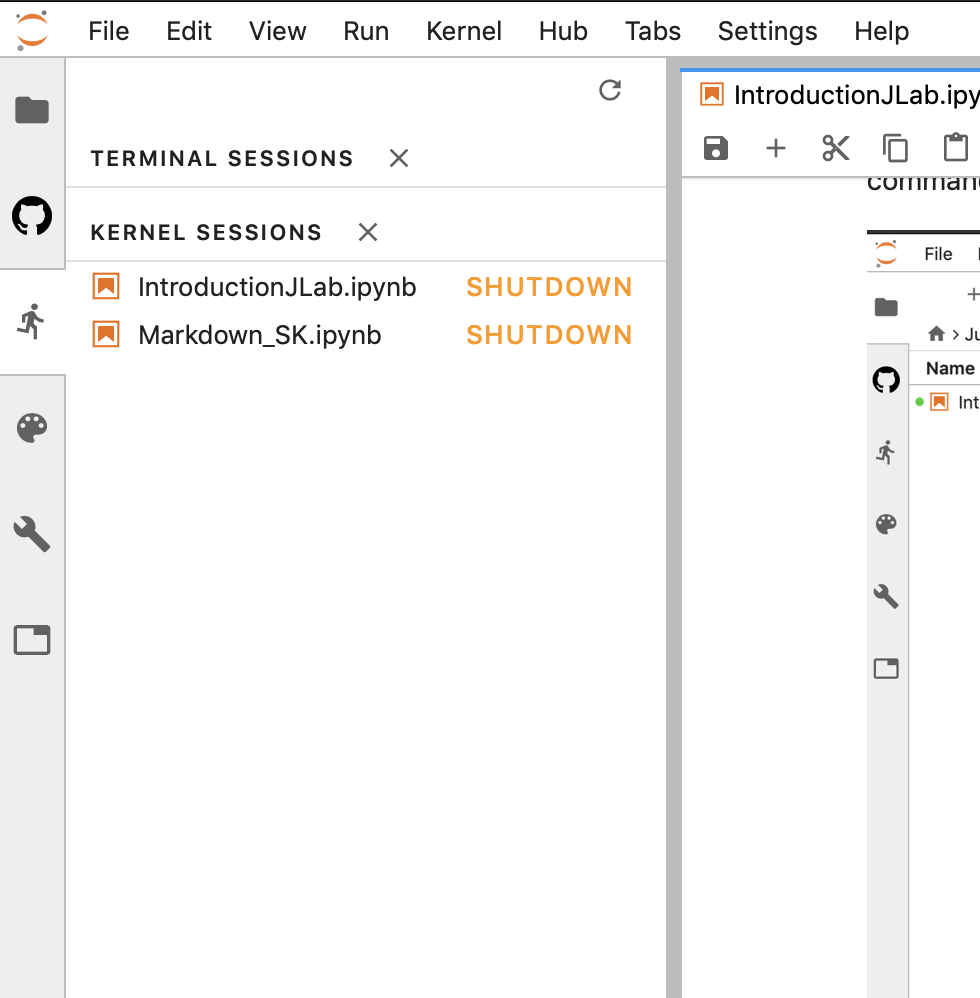 File Edit View Run Kernel Hub Tabs Settings Help
TERMINAL SESSIONS
KERNEL SESSIONS
IntroductionJLab.ipynb SHUTDOWN
Markdown_SK.ipynb SHUTDOWN
IntroductionJLab.ipy
comman
File
Ju
Name
Int